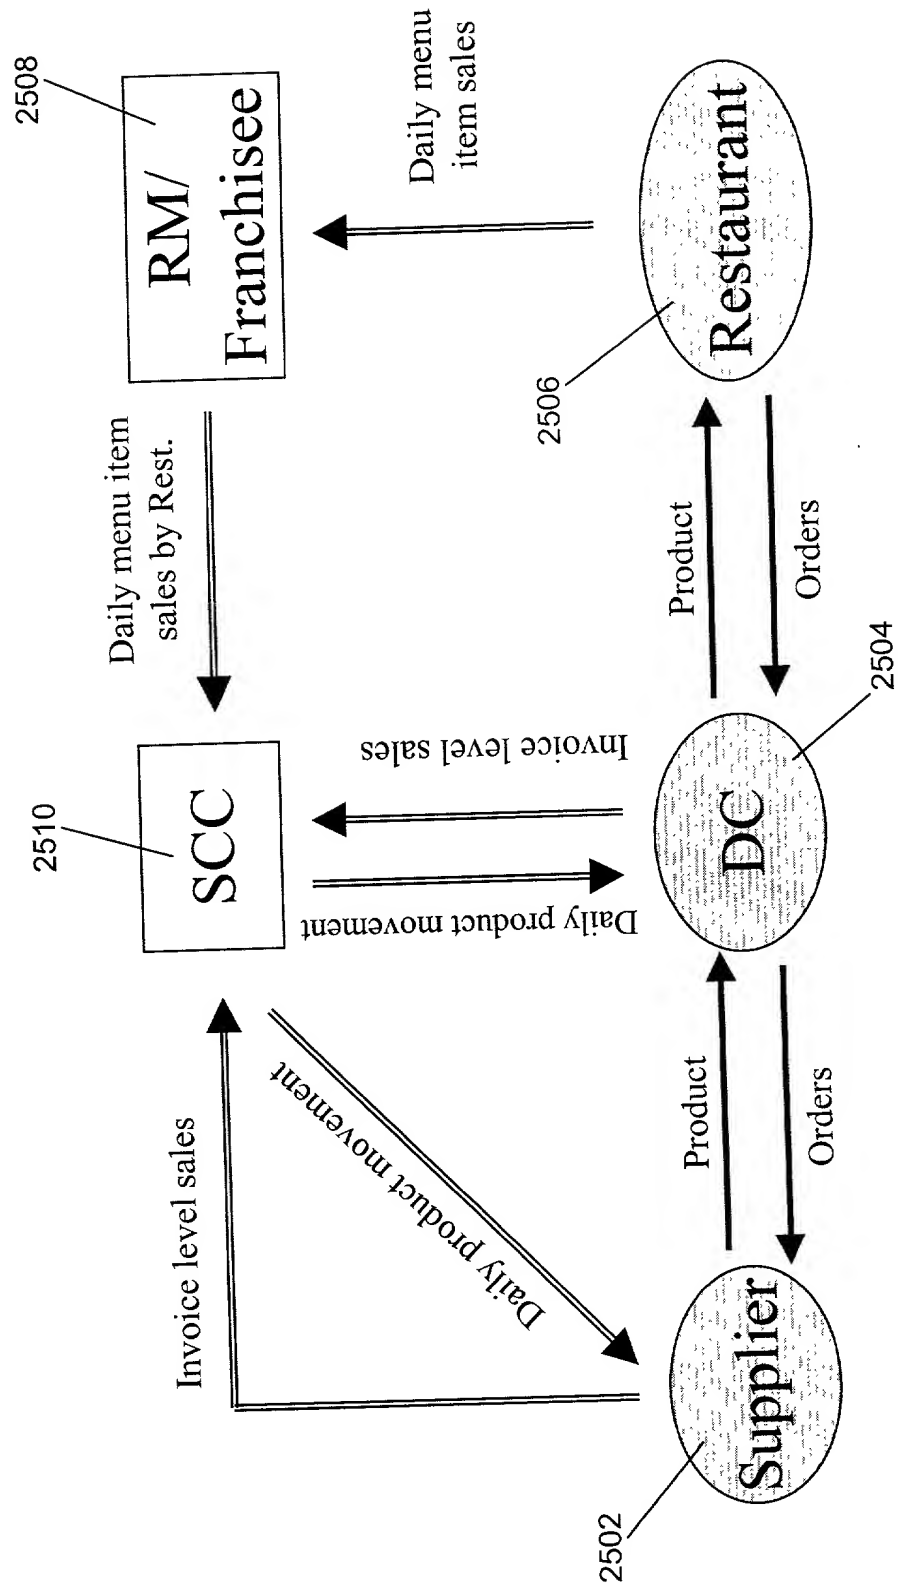 Invoice level sales
2510
SCC
Daily menu item
sales by Rest.
2508
RM/
Franchisee
Daily product movement
Daily product movement
Invoice level sales
Daily menu
item sales
2502
Supplier
Product
Orders
DC
2504
Product
Orders
2506
Restaurant